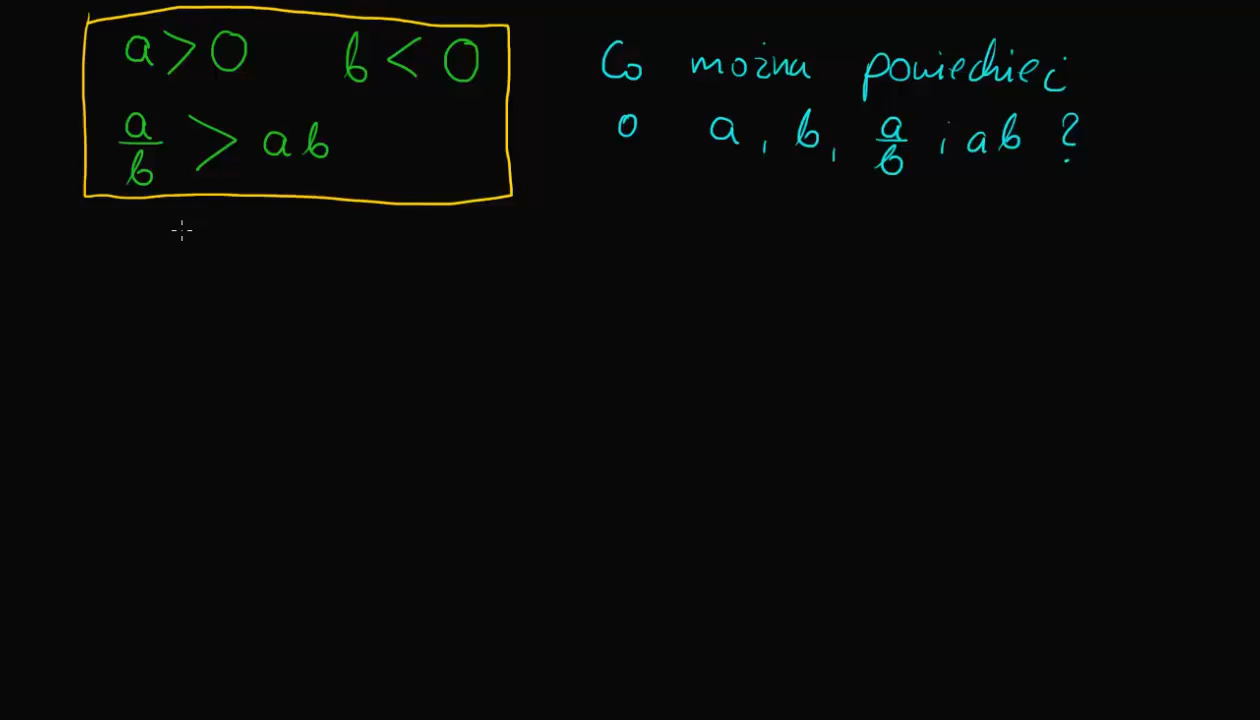 a > 0 b < 0
a/b > ab
Co można powiedzieć
o a, b, a/b i ab ?